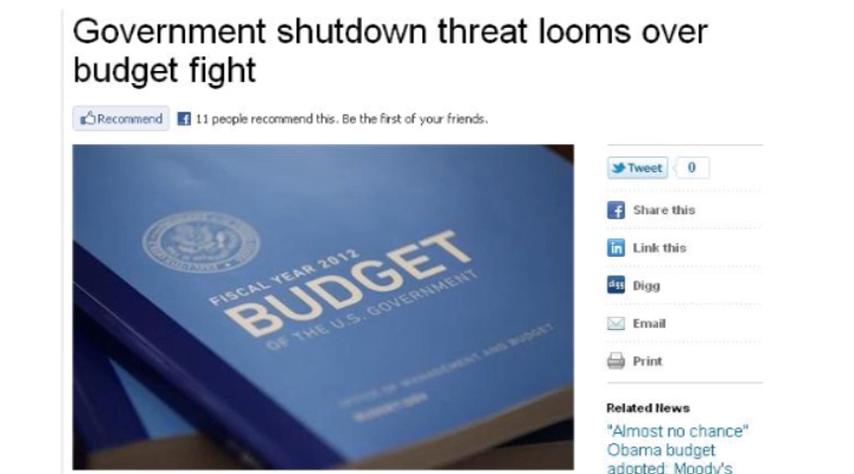 Government shutdown threat looms over
budget fight
Recommend
11 people recommend this. Be the first of your friends.
FISCAL YEAR 2012
BUDGET
OF THE U.S. GOVERNMENT
OFFICE OF MANAGEMENT AND BUDGET
Tweet 0
Share this
in Link this
digg Digg
Email
Print
Related News
"Almost no chance"
Obama budget
adopted: Moody's